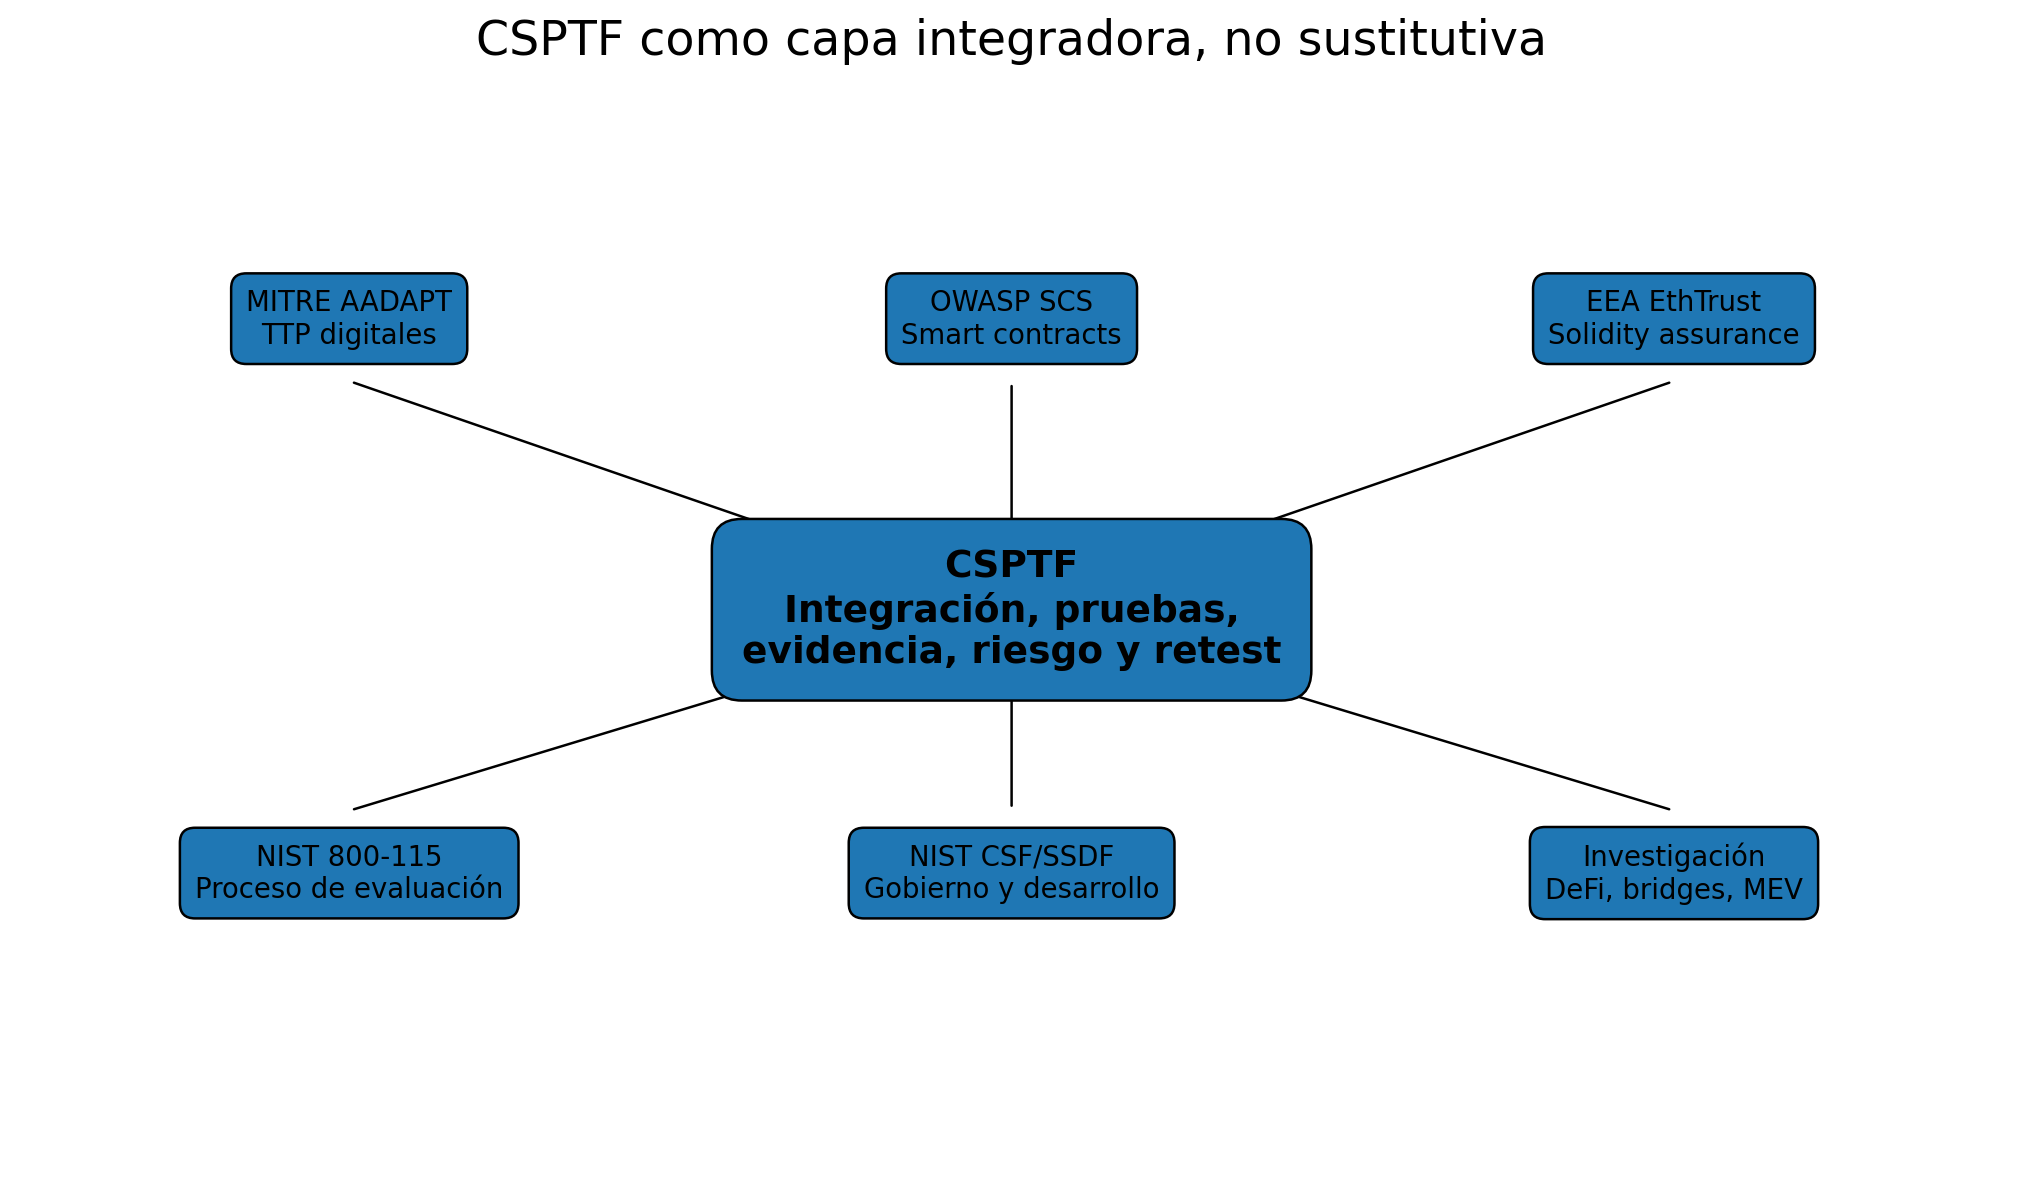 CSPTF como capa integradora, no sustitutiva
MITRE AADAPT
TTP digitales
OWASP SCS
Smart contracts
EEA EthTrust
Solidity assurance
CSPTF
Integración, pruebas,
evidencia, riesgo y retest
NIST 800-115
Proceso de evaluación
NIST CSF/SSDF
Gobierno y desarrollo
Investigación
DeFi, bridges, MEV